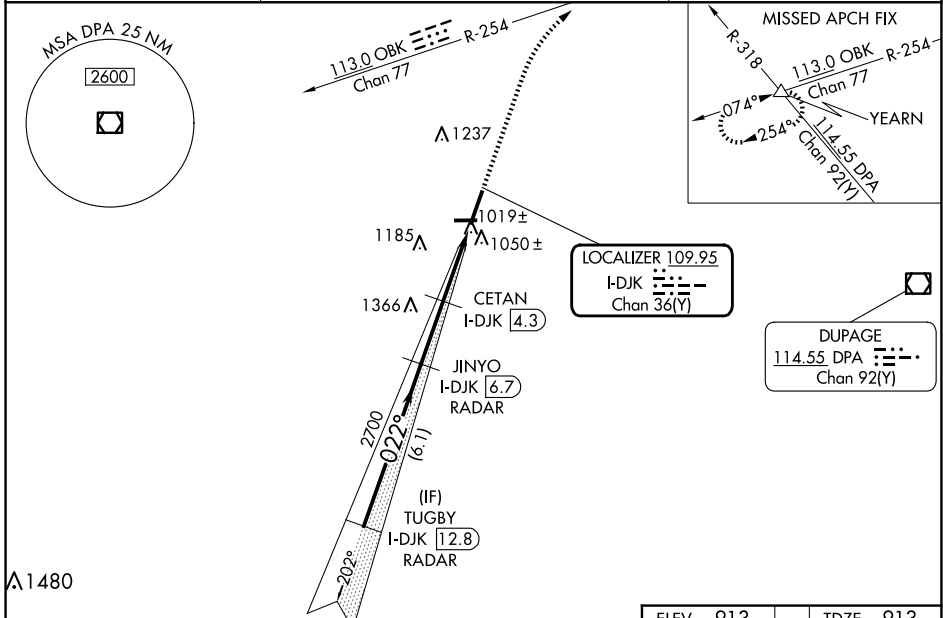 MSA DPA 25 NM
2600
113.0 OBK R-254
Chan 77
1237
MISSED APCH FIX
R-318
113.0 OBK R-254
Chan 77
074°
254°
YEARN
114.55 DPA
Chan 92(Y)
1019±
1185
1050±
LOCALIZER 109.95
I-DJK
Chan 36(Y)
1366
CETAN
I-DJK 4.3
DUPAGE
114.55 DPA
Chan 92(Y)
JINYO
I-DJK 6.7
RADAR
2700
022°
(6.1)
(IF)
TUGBY
I-DJK 12.8
RADAR
202°
1480
ELEV 913
TDZE 913